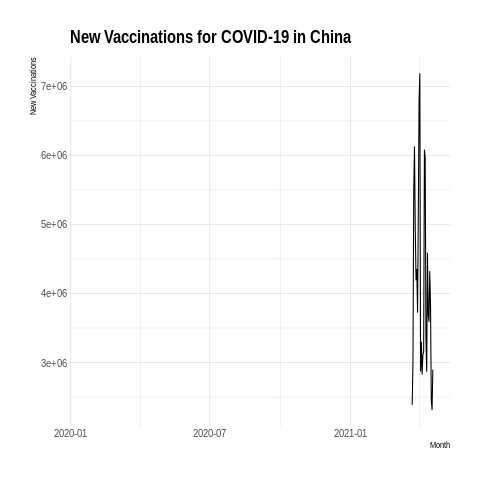 New Vaccinations for COVID-19 in China
New Vaccinations
7e+06
6e+06
5e+06
4e+06
3e+06
2020-01
2020-07
2021-01
Month